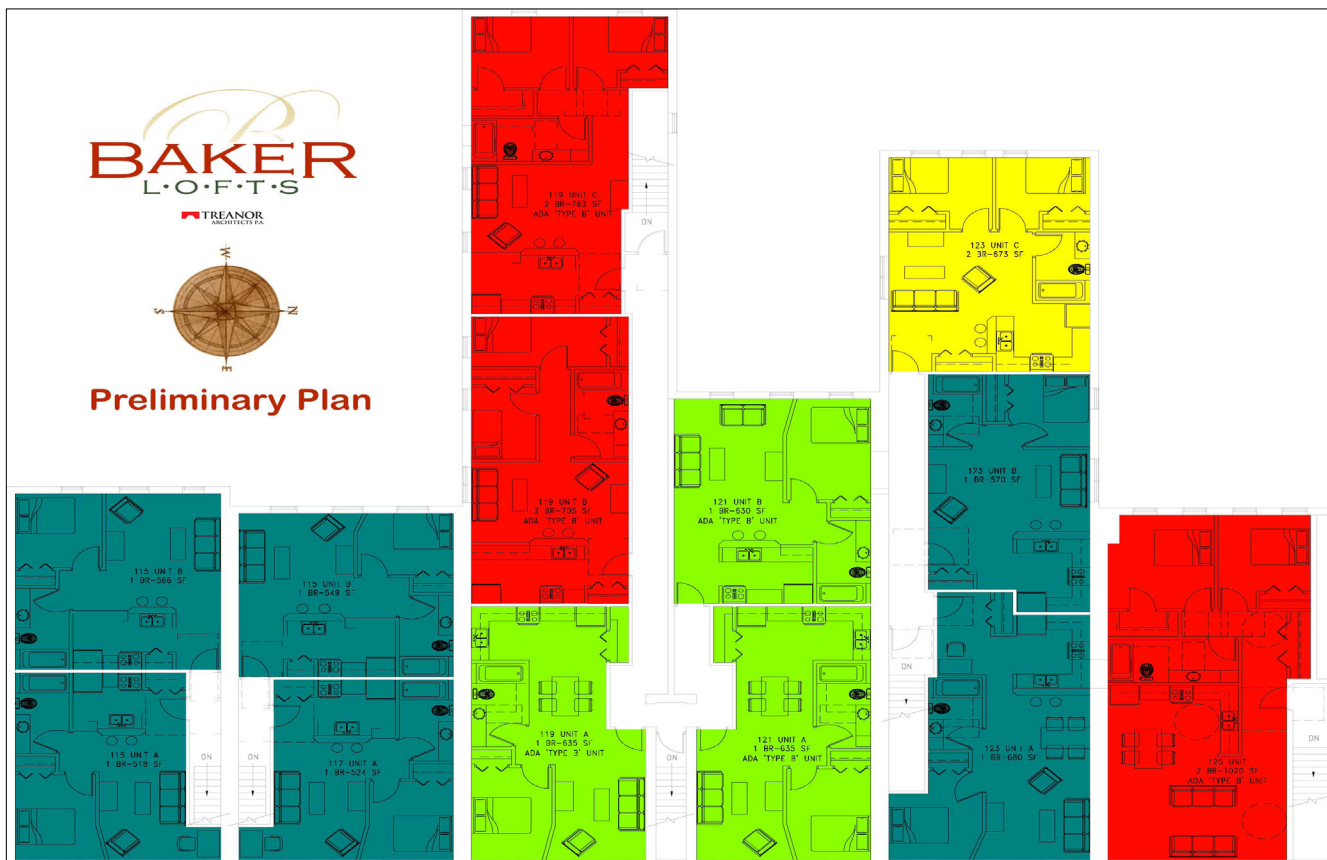 BAKER
L·O·F·T·S
TREANOR
ARCHITECTS P.A.
W
S
N
E
Preliminary Plan
119 UNIT C
2 BR-763 SF
ADA 'TYPE B' UNIT
DN
123 UNIT C
2 BR-673 SF
119 UNIT B
2 BR-705 SF
ADA 'TYPE B' UNIT
121 UNIT B
1 BR-630 SF
ADA 'TYPE B' UNIT
123 UNIT B
1 BR-570 SF
115 UNIT B
1 BR-566 SF
115 UNIT B
1 BR-549 SF
115 UNIT A
1 BR-518 SF
DN
DN
117 UNIT A
1 BR-524 SF
119 UNIT A
1 BR-635 SF
ADA 'TYPE B' UNIT
DN
121 UNIT A
1 BR-635 SF
ADA 'TYPE B' UNIT
DN
123 UNIT A
1 BR-680 SF
125 UNIT
2 BR-1020 SF
ADA 'TYPE B' UNIT
DN